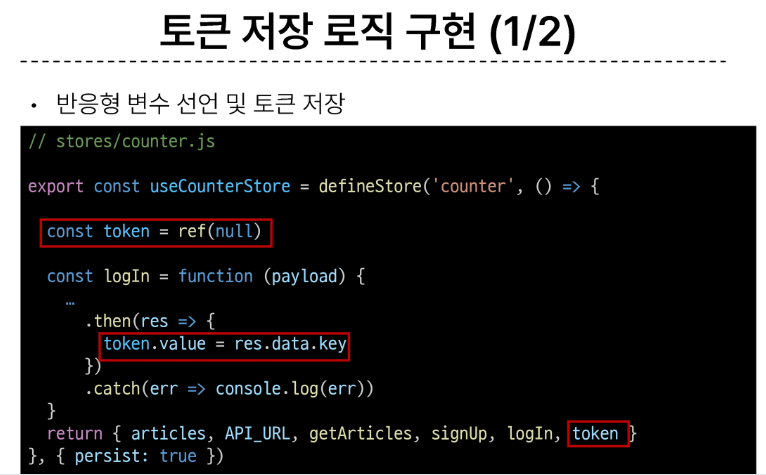 토큰 저장 로직 구현 (1/2)
• 반응형 변수 선언 및 토큰 저장
// stores/counter.js
export const useCounterStore = defineStore('counter', () => {
const token = ref(null)
const logIn = function (payload) {
…
.then(res => {
token.value = res.data.key
})
.catch(err => console.log(err))
}
return { articles, API_URL, getArticles, signUp, logIn, token }
}, { persist: true })